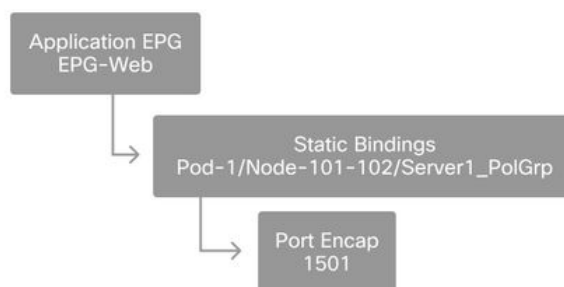 Application EPG
EPG-Web
Static Bindings
Pod-1/Node-101-102/Server1_PolGrp
Port Encap
1501